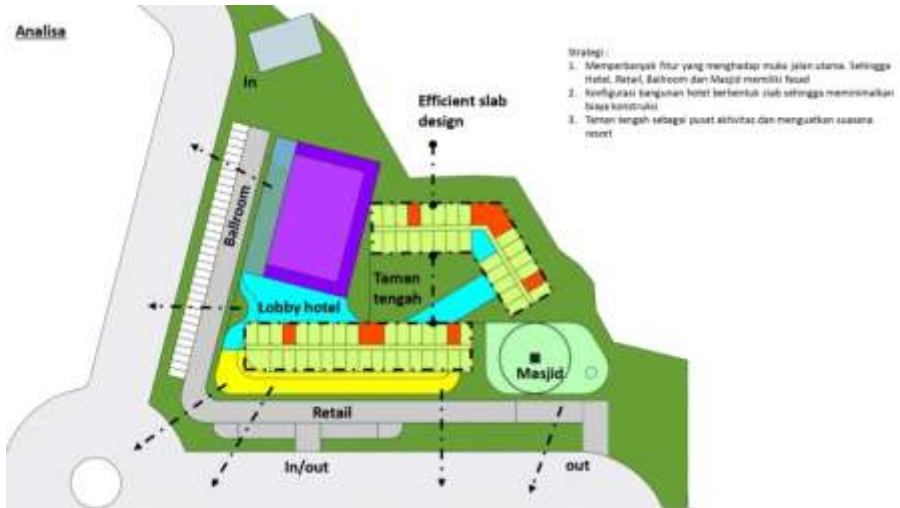 Analisa
Strategi :
1. Memperbanyak fitur yang menghadap muka jalan utama. Sehingga
Hotel, Retail, Ballroom dan Masjid memiliki fasad
2. Konfigurasi bangunan hotel berbentuk slab sehingga meminimalkan
biaya konstruksi
3. Taman tengah sebagai pusat aktivitas dan menguatkan suasana
resort
In
Efficient slab
design
Ballroom
Taman
tengah
Lobby hotel
Masjid
Retail
In/out
out